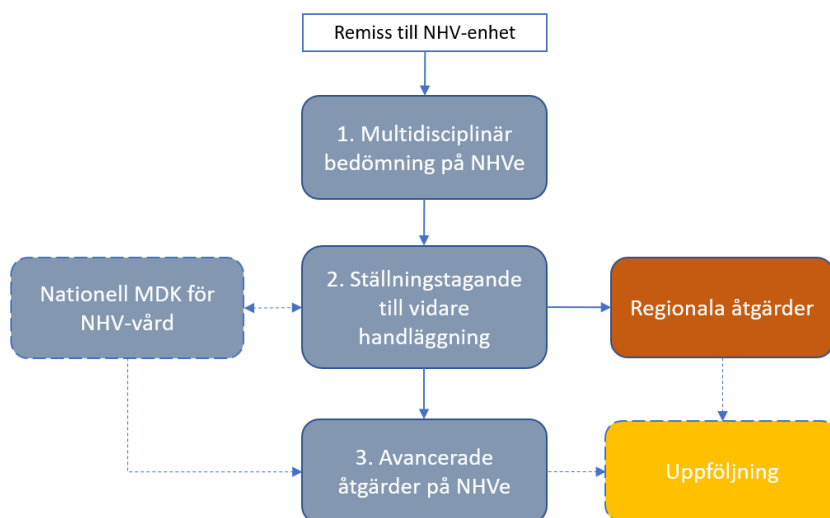 Remiss till NHV-enhet
1. Multidisciplinär
bedömning på NHVe
Nationell MDK för
NHV-vård
2. Ställningstagande
till vidare
handläggning
Regionala åtgärder
3. Avancerade
åtgärder på NHVe
Uppföljning